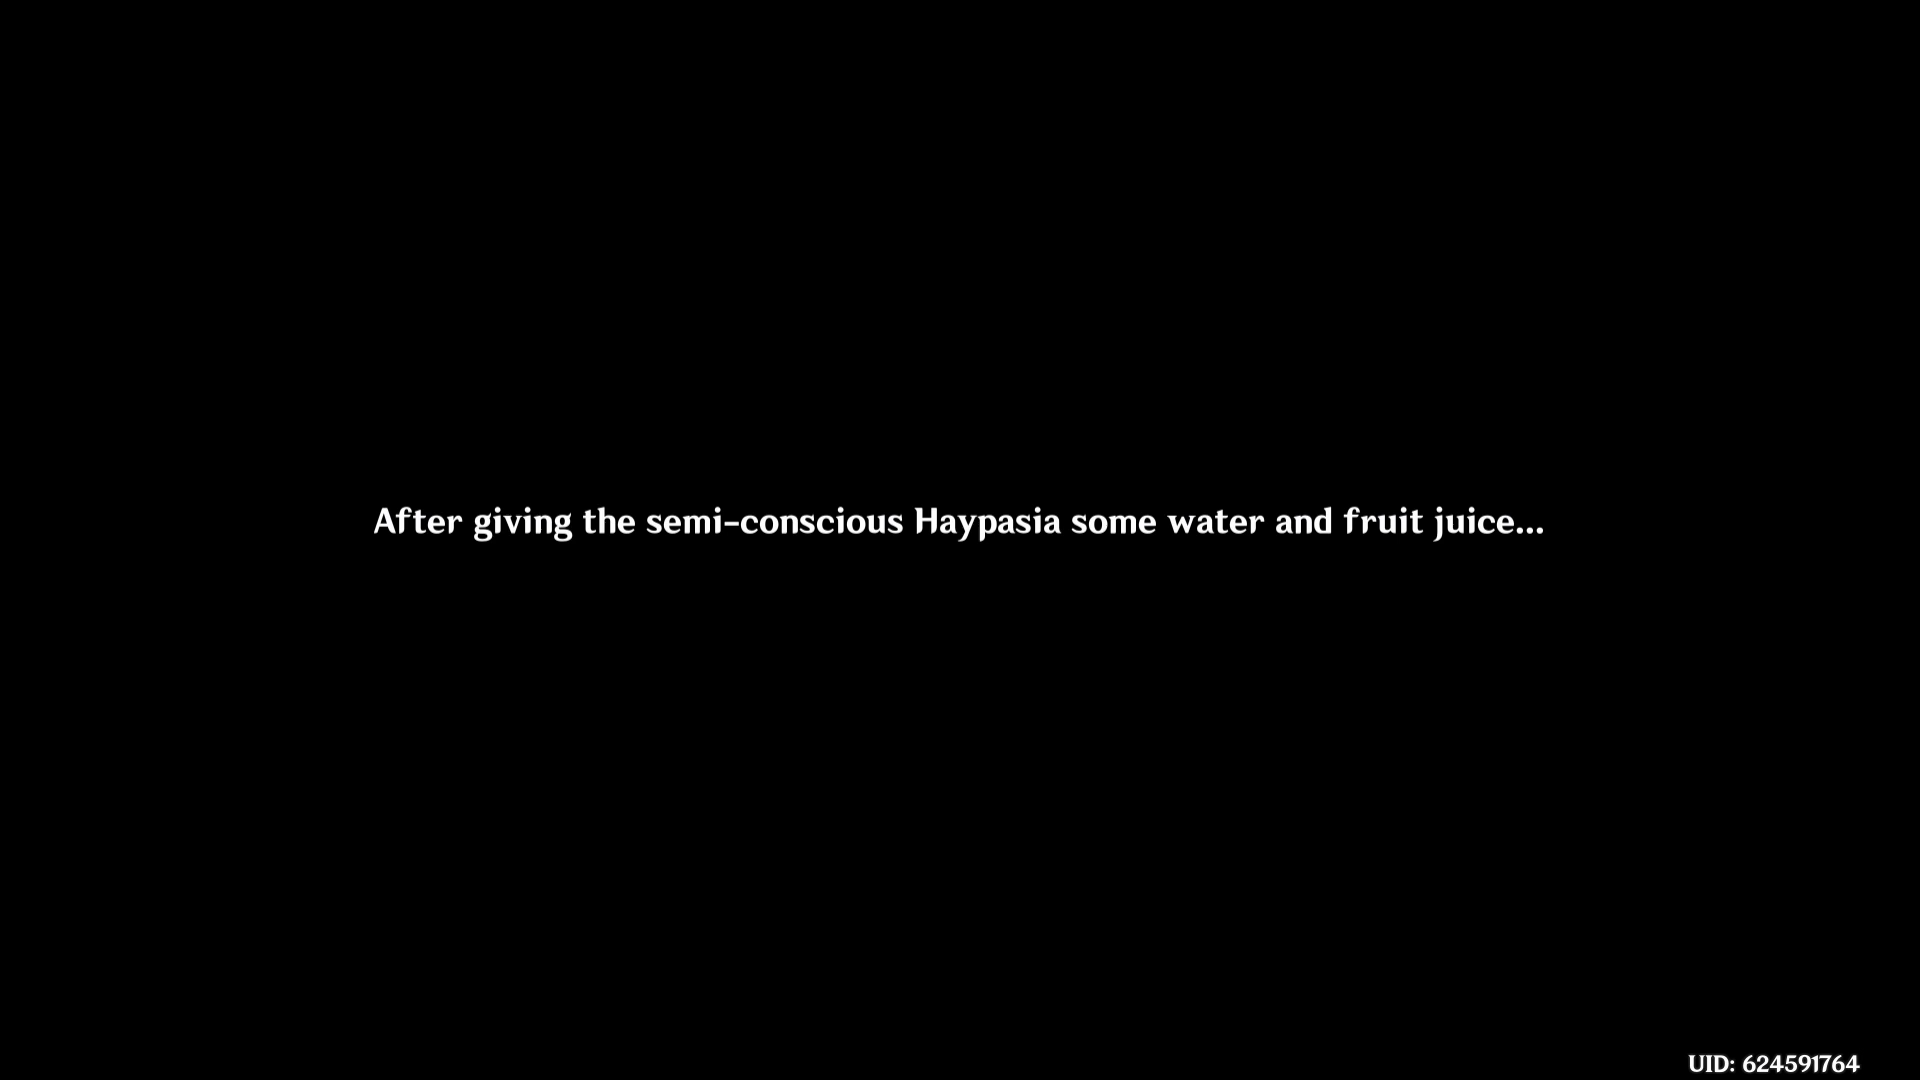 After giving the semi-conscious Haypasia some water and fruit juice...
UID: 624591764